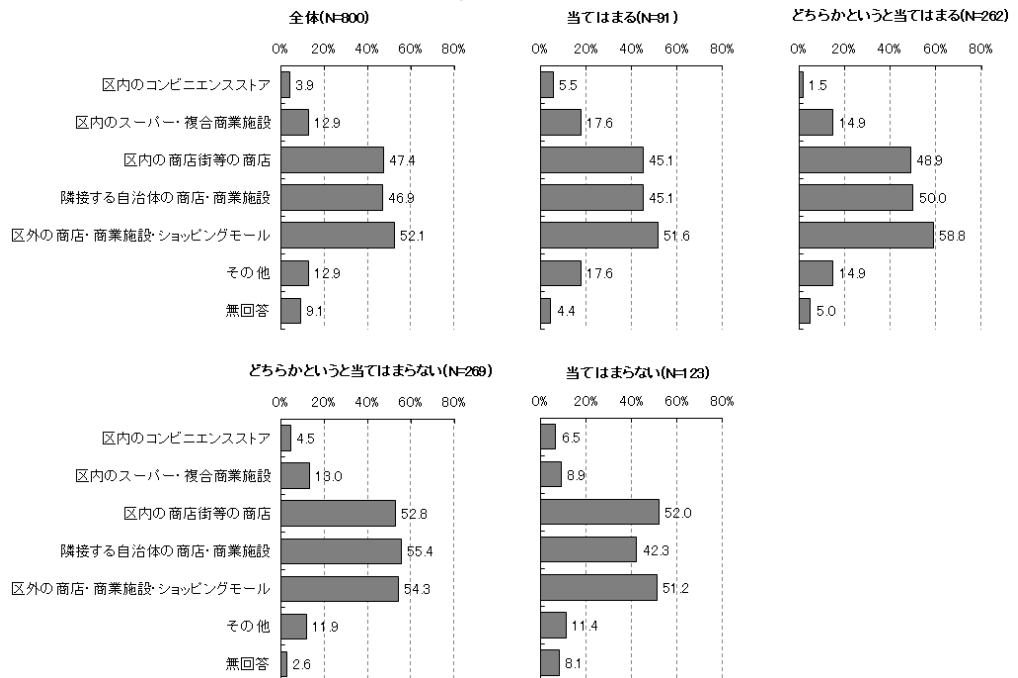 全体(N=800)
当てはまる(N=91)
どちらかというと当てはまる(N=262)
0% 20% 40% 60% 80%
0% 20% 40% 60% 80%
0% 20% 40% 60% 80%
区内のコンビニエンスストア 3.9 5.5 1.5
区内のスーパー・複合商業施設 12.9 17.6 14.9
区内の商店街等の商店 47.4 45.1 48.9
隣接する自治体の商店・商業施設 46.9 45.1 50.0
区外の商店・商業施設・ショッピングモール 52.1 51.6 58.8
その他 12.9 17.6 14.9
無回答 9.1 4.4 5.0
どちらかというと当てはまらない(N=269)
当てはまらない(N=123)
0% 20% 40% 60% 80%
0% 20% 40% 60% 80%
区内のコンビニエンスストア 4.5 6.5
区内のスーパー・複合商業施設 13.0 8.9
区内の商店街等の商店 52.8 52.0
隣接する自治体の商店・商業施設 55.4 42.3
区外の商店・商業施設・ショッピングモール 54.3 51.2
その他 11.9 11.4
無回答 2.6 8.1